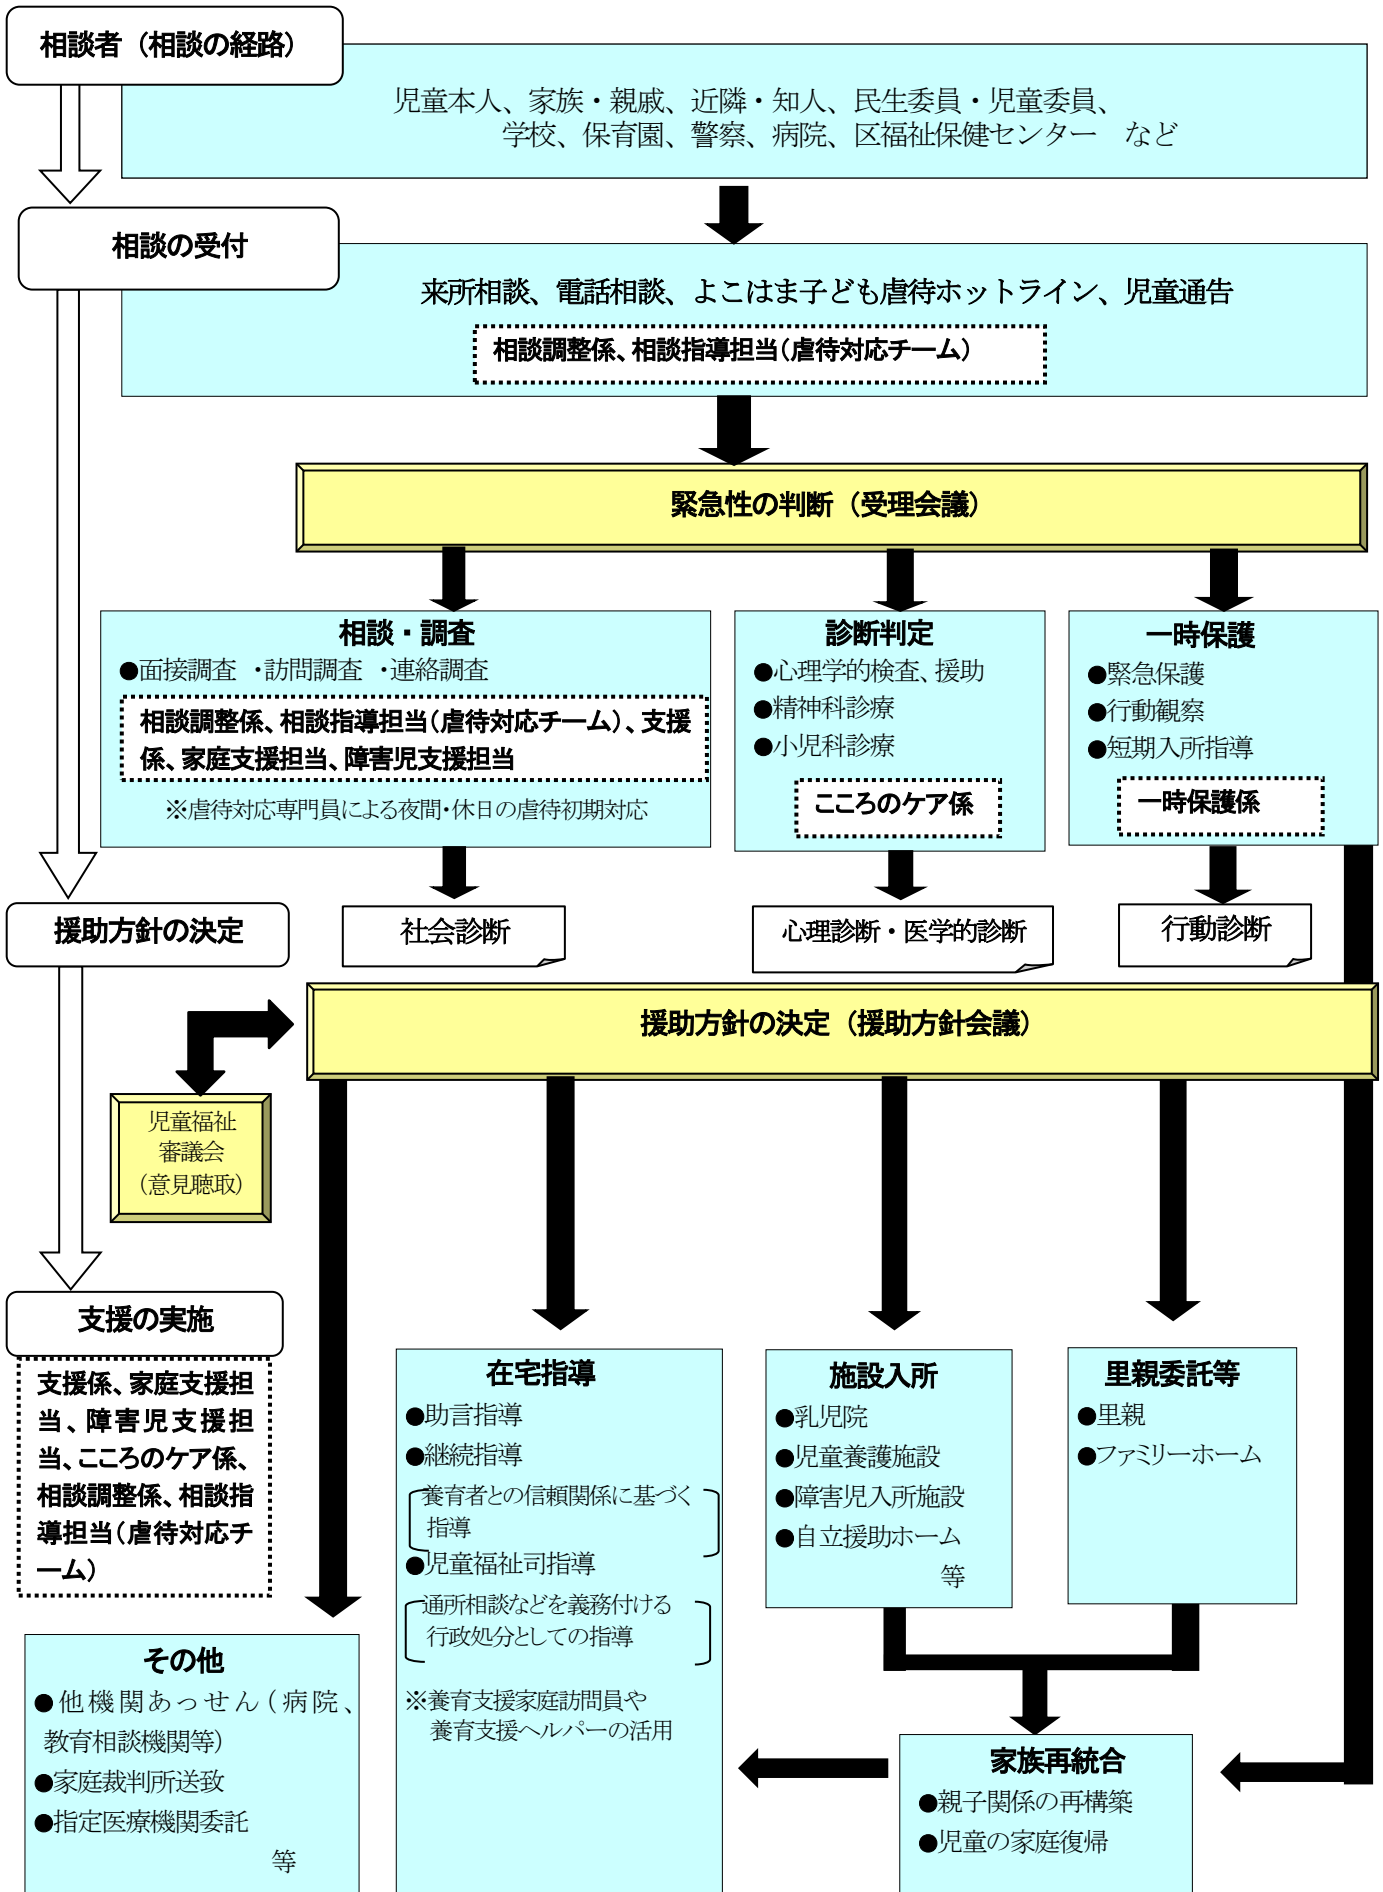 相談者（相談の経路）
児童本人、家族・親戚、近隣・知人、民生委員・児童委員、
学校、保育園、警察、病院、区福祉保健センター　など
相談の受付
来所相談、電話相談、よこはま子ども虐待ホットライン、児童通告
相談調整係、相談指導担当（虐待対応チーム）
緊急性の判断（受理会議）
相談・調査
●面接調査　・訪問調査　・連絡調査
相談調整係、相談指導担当（虐待対応チーム）、支援
係、家庭支援担当、障害児支援担当
※虐待対応専門員による夜間・休日の虐待初期対応
診断判定
●心理学的検査、援助
●精神科診療
●小児科診療
こころのケア係
一時保護
●緊急保護
●行動観察
●短期入所指導
一時保護係
援助方針の決定
社会診断
心理診断・医学的診断
行動診断
援助方針の決定（援助方針会議）
児童福祉
審議会
（意見聴取）
支援の実施
支援係、家庭支援担
当、障害児支援担
当、こころのケア係、
相談調整係、相談指
導担当（虐待対応チ
ーム）
在宅指導
●助言指導
●継続指導
養育者との信頼関係に基づく
指導
●児童福祉司指導
通所相談などを義務付ける
行政処分としての指導
※養育支援家庭訪問員や
養育支援ヘルパーの活用
施設入所
●乳児院
●児童養護施設
●障害児入所施設
●自立援助ホーム
等
里親委託等
●里親
●ファミリーホーム
その他
●他機関あっせん（病院、
教育相談機関等）
●家庭裁判所送致
●指定医療機関委託
等
家族再統合
●親子関係の再構築
●児童の家庭復帰